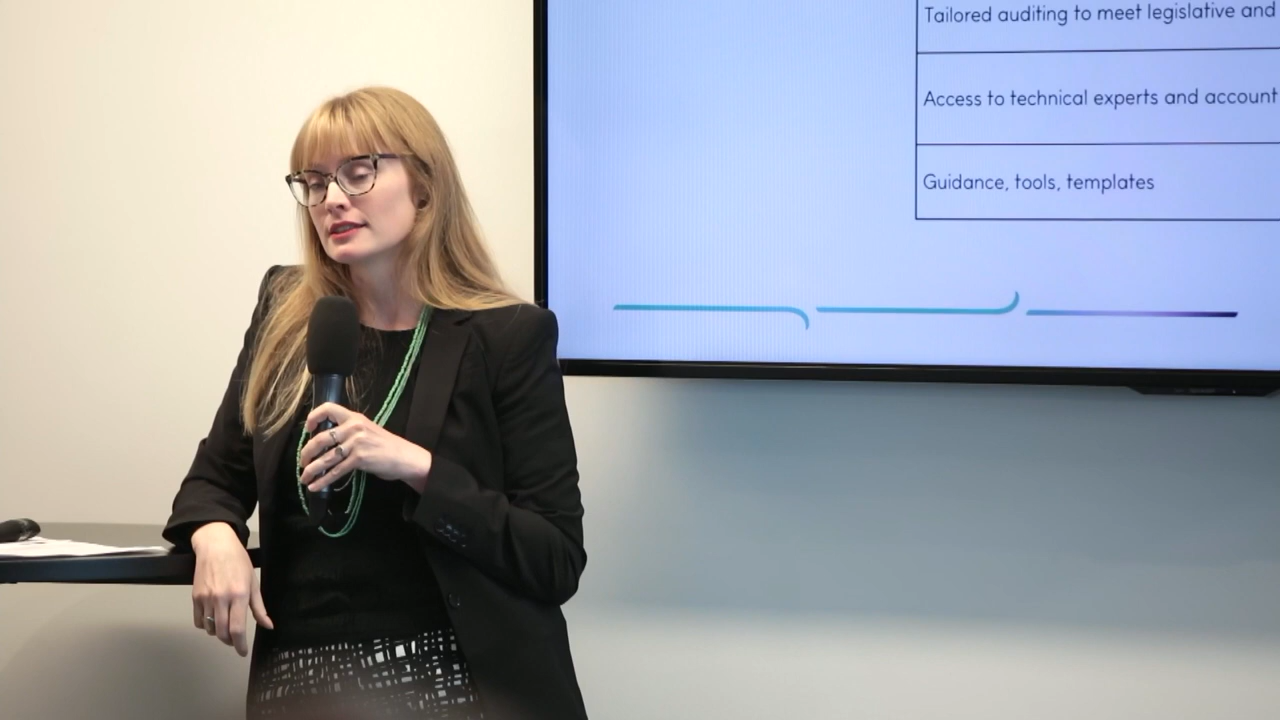 Tailored auditing to meet legislative and
Access to technical experts and account
Guidance, tools, templates